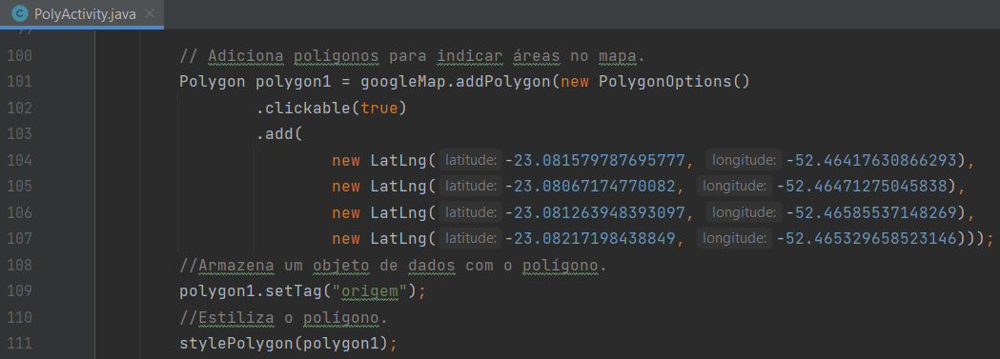 PolyActivity.java
100 // Adiciona polígonos para indicar áreas no mapa.
101 Polygon polygon1 = googleMap.addPolygon(new PolygonOptions()
102 .clickable(true)
103 .add(
104 new LatLng( latitude: -23.081579787695777, longitude: -52.46417630866293),
105 new LatLng( latitude: -23.08067174770082, longitude: -52.46471275045838),
106 new LatLng( latitude: -23.081263948393097, longitude: -52.46585537148269),
107 new LatLng( latitude: -23.08217198438849, longitude: -52.465329658523146)));
108 //Armazena um objeto de dados com o polígono.
109 polygon1.setTag("origem");
110 //Estiliza o polígono.
111 stylePolygon(polygon1);